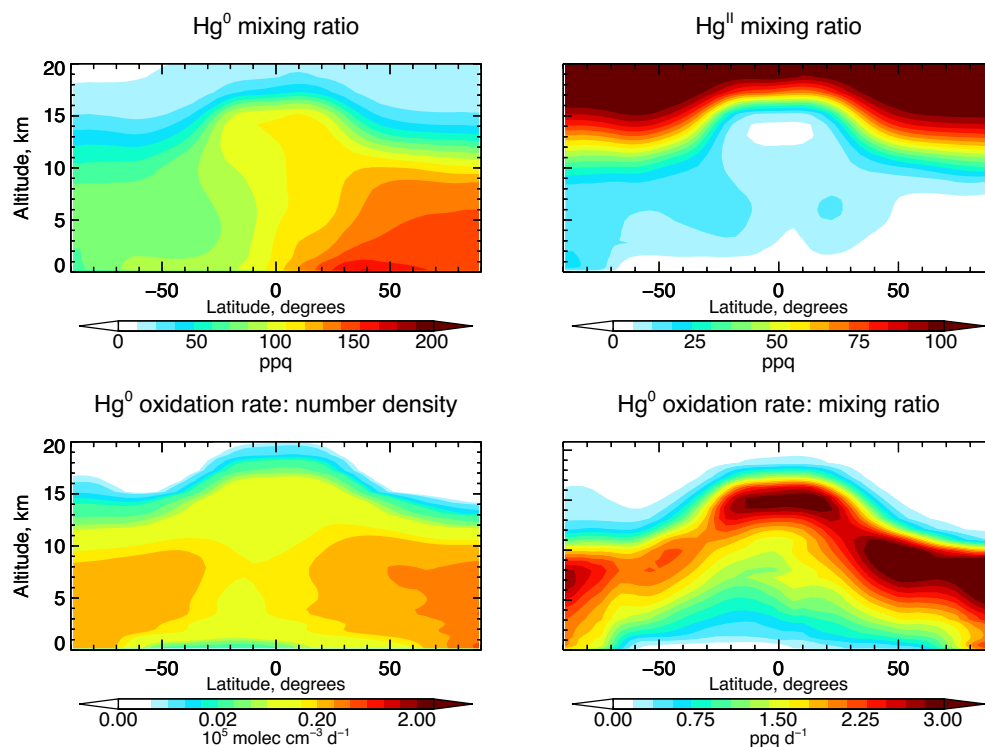 Hg⁰ mixing ratio
Hgᴵᴵ mixing ratio
Altitude, km
20
15
10
5
0
−50 0 50
Latitude, degrees
0 50 100 150 200
ppq
−50 0 50
Latitude, degrees
0 25 50 75 100
ppq
Hg⁰ oxidation rate: number density
Hg⁰ oxidation rate: mixing ratio
Altitude, km
20
15
10
5
0
−50 0 50
Latitude, degrees
0.00 0.02 0.20 2.00
10⁵ molec cm⁻³ d⁻¹
−50 0 50
Latitude, degrees
0.00 0.75 1.50 2.25 3.00
ppq d⁻¹